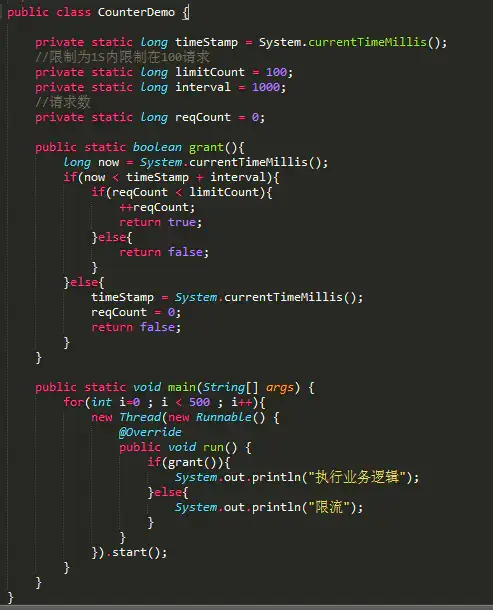 public class CounterDemo {
private static long timeStamp = System.currentTimeMillis();
//限制为1S内限制在100请求
private static long limitCount = 100;
private static long interval = 1000;
//请求数
private static long reqCount = 0;
public static boolean grant(){
long now = System.currentTimeMillis();
if(now < timeStamp + interval){
if(reqCount < limitCount){
++reqCount;
return true;
}else{
return false;
}
}else{
timeStamp = System.currentTimeMillis();
reqCount = 0;
return false;
}
}
public static void main(String[] args) {
for(int i=0 ; i < 500 ; i++){
new Thread(new Runnable() {
@Override
public void run() {
if(grant()){
System.out.println("执行业务逻辑");
}else{
System.out.println("限流");
}
}
}).start();
}
}
}